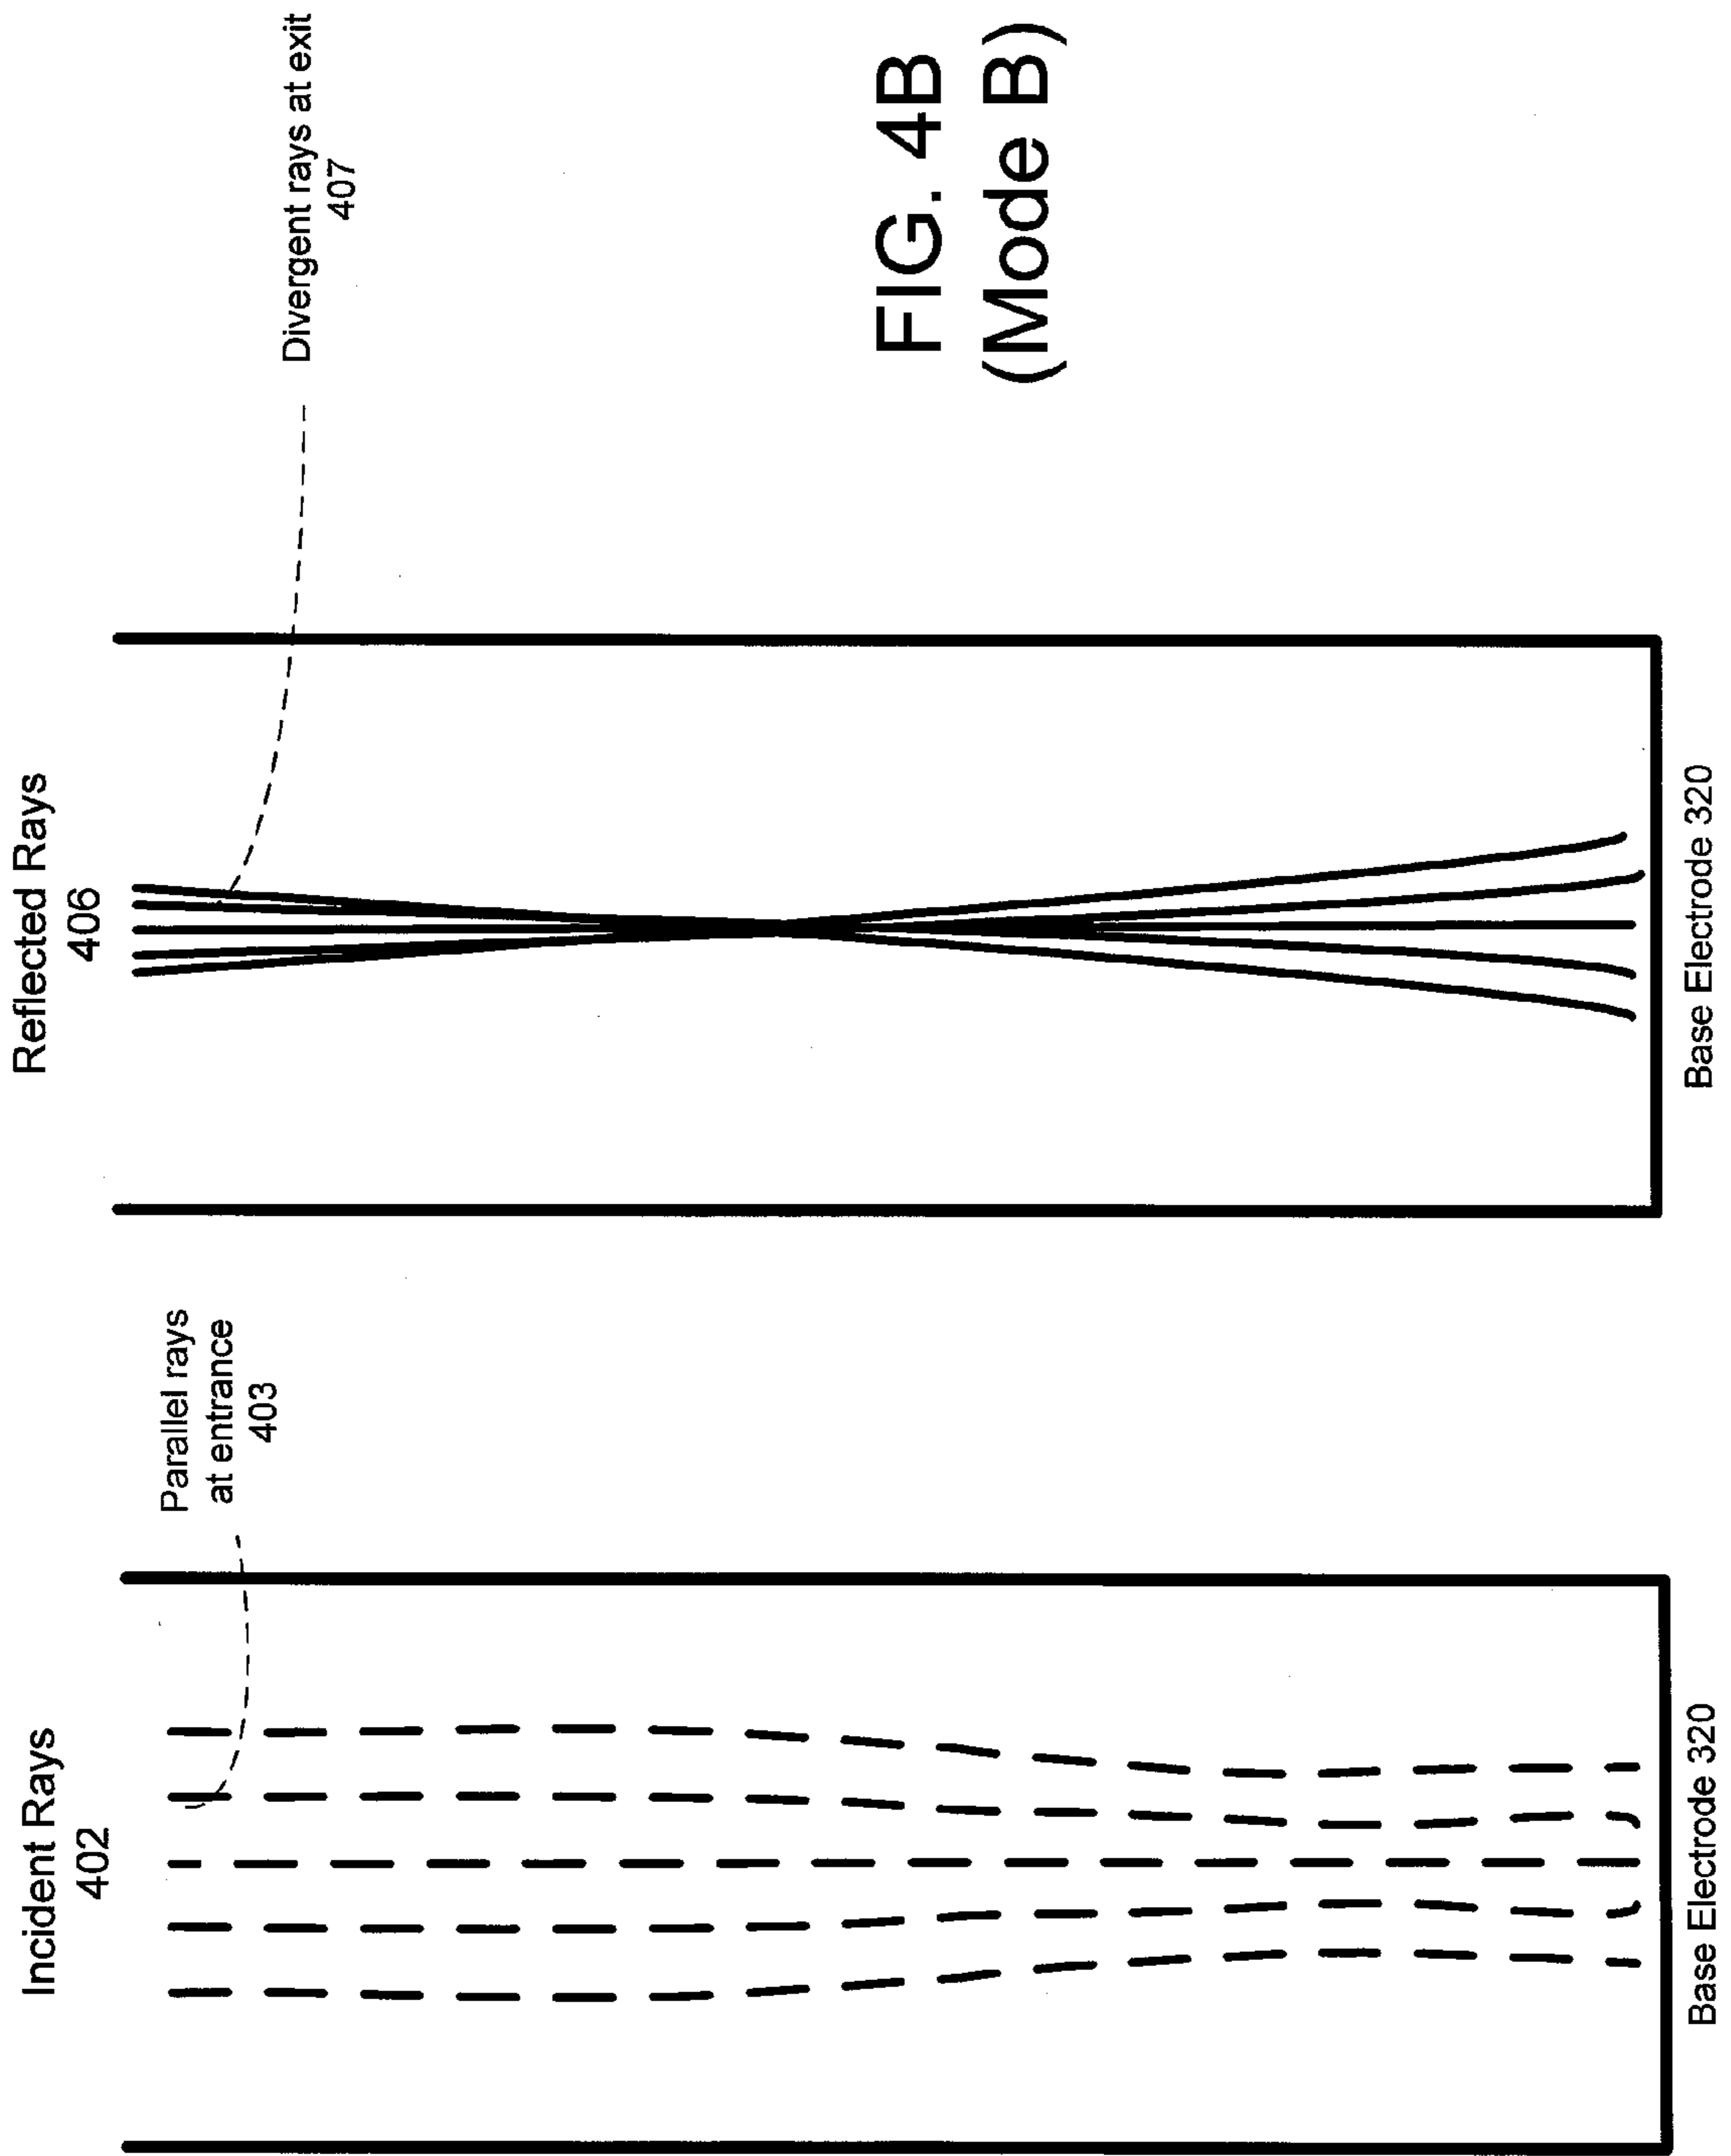 Incident Rays
402
Parallel rays
at entrance
403
Base Electrode 320
Reflected Rays
406
Divergent rays at exit
407
Base Electrode 320
FIG. 4B
(Mode B)